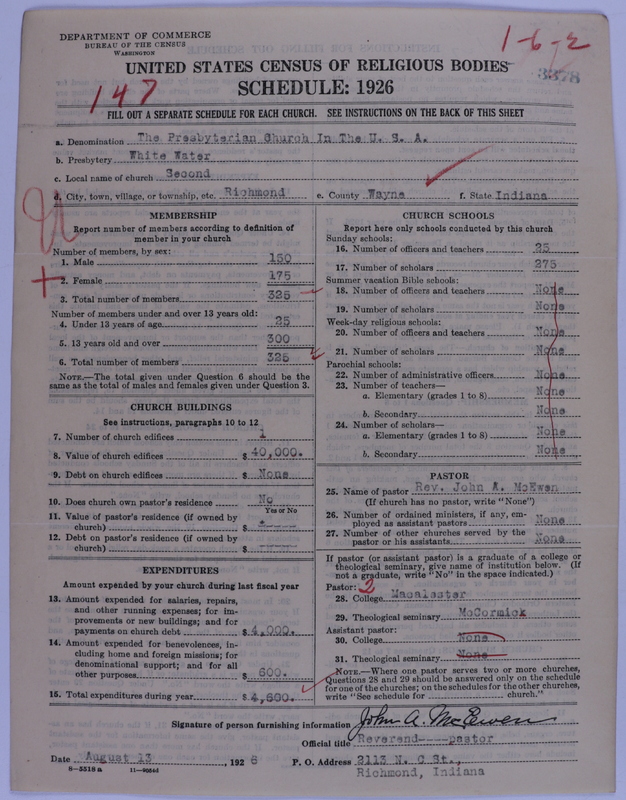 DEPARTMENT OF COMMERCE
BUREAU OF THE CENSUS
WASHINGTON
1-6-2
3378
UNITED STATES CENSUS OF RELIGIOUS BODIES
SCHEDULE: 1926
147
FILL OUT A SEPARATE SCHEDULE FOR EACH CHURCH. SEE INSTRUCTIONS ON THE BACK OF THIS SHEET
a. Denomination The Presbyterian Church In The U. S. A.
b. Presbytery White Water
c. Local name of church Second
d. City, town, village, or township, etc. Richmond e. County Wayne f. State Indiana
MEMBERSHIP
Report number of members according to definition of
member in your church
Number of members, by sex:
1. Male 150
2. Female 175
3. Total number of members 325
Number of members under and over 13 years old:
4. Under 13 years of age 25
5. 13 years old and over 300
6. Total number of members 325
NOTE.—The total given under Question 6 should be the
same as the total of males and females given under Question 3.
CHURCH BUILDINGS
See instructions, paragraphs 10 to 12
7. Number of church edifices 1
8. Value of church edifices $ 40,000.
9. Debt on church edifices $ None
10. Does church own pastor's residence No
Yes or No
11. Value of pastor's residence (if owned by
church) $
12. Debt on pastor's residence (if owned by
church) $
EXPENDITURES
Amount expended by your church during last fiscal year
13. Amount expended for salaries, repairs,
and other running expenses; for im-
provements or new buildings; and for
payments on church debt $ 4,000.
14. Amount expended for benevolences, in-
cluding home and foreign missions; for
denominational support; and for all
other purposes $ 600.
15. Total expenditures during year $ 4,600.
CHURCH SCHOOLS
Report here only schools conducted by this church
Sunday schools:
16. Number of officers and teachers 25
17. Number of scholars 275
Summer vacation Bible schools:
18. Number of officers and teachers None
19. Number of scholars None
Week-day religious schools:
20. Number of officers and teachers None
21. Number of scholars None
Parochial schools:
22. Number of administrative officers None
23. Number of teachers—
a. Elementary (grades 1 to 8) None
b. Secondary None
24. Number of scholars—
a. Elementary (grades 1 to 8) None
b. Secondary None
PASTOR
25. Name of pastor Rev. John A. McEwen
(If church has no pastor, write "None")
26. Number of ordained ministers, if any, em-
ployed as assistant pastors None
27. Number of other churches served by the
pastor or his assistants None
If pastor (or assistant pastor) is a graduate of a college or
theological seminary, give name of institution below. (If
not a graduate, write "No" in the space indicated.)
Pastor: 2
28. College Macalester
29. Theological seminary McCormick
Assistant pastor:
30. College None
31. Theological seminary None
NOTE.—Where one pastor serves two or more churches,
Questions 28 and 29 should be answered only on the schedule
for one of the churches; on the schedules for the other churches,
write "See schedule for church."
Signature of person furnishing information John A. McEwen
Official title Reverend----pastor
Date August 13, 1926 P. O. Address 2113 N. C St.,
8-5518a 11-9054d Richmond, Indiana